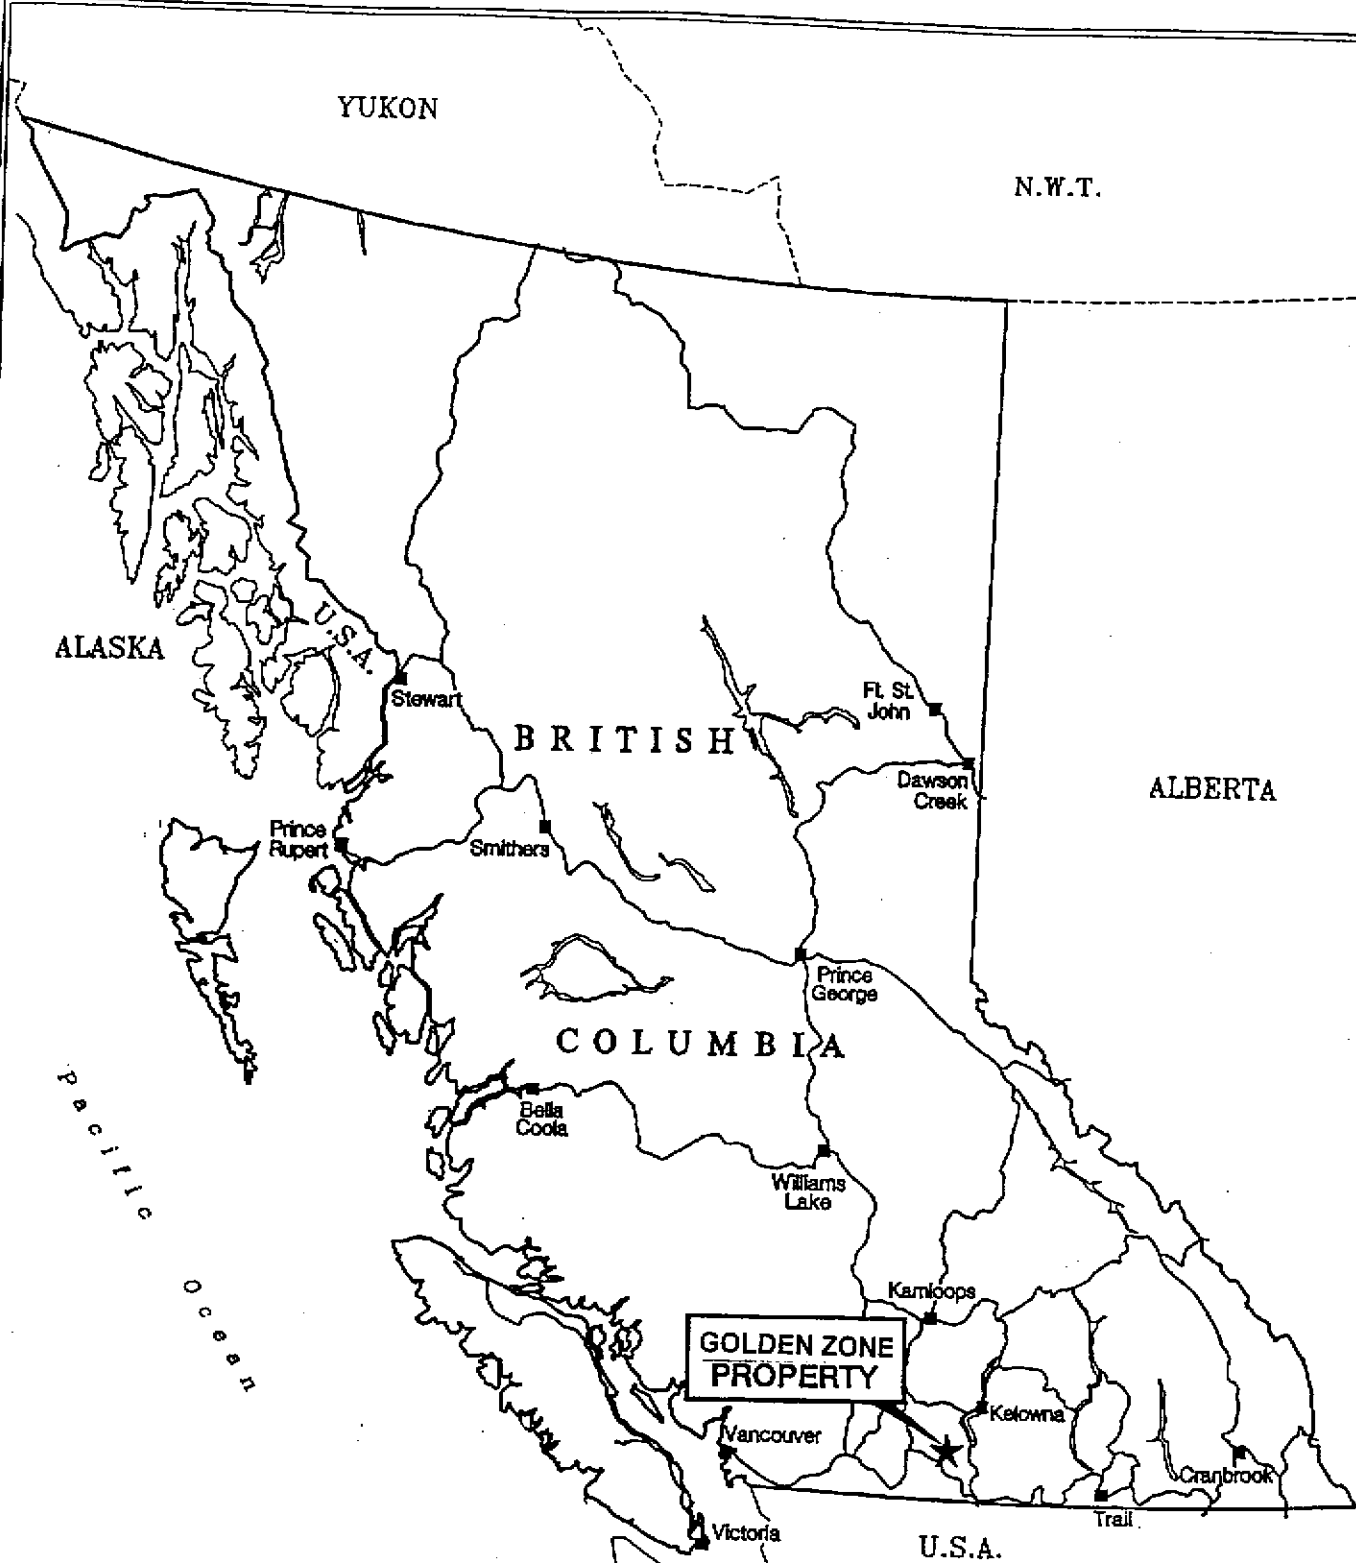 YUKON
N.W.T.
ALASKA
U.S.A.
Stewart
BRITISH
Ft. St.
John
Dawson
Creek
ALBERTA
Prince
Rupert
Smithers
Prince
George
COLUMBIA
Pacific Ocean
Bella
Coola
Williams
Lake
Kamloops
GOLDEN ZONE
PROPERTY
Kelowna
Vancouver
Cranbrook
Trail
Victoria
U.S.A.